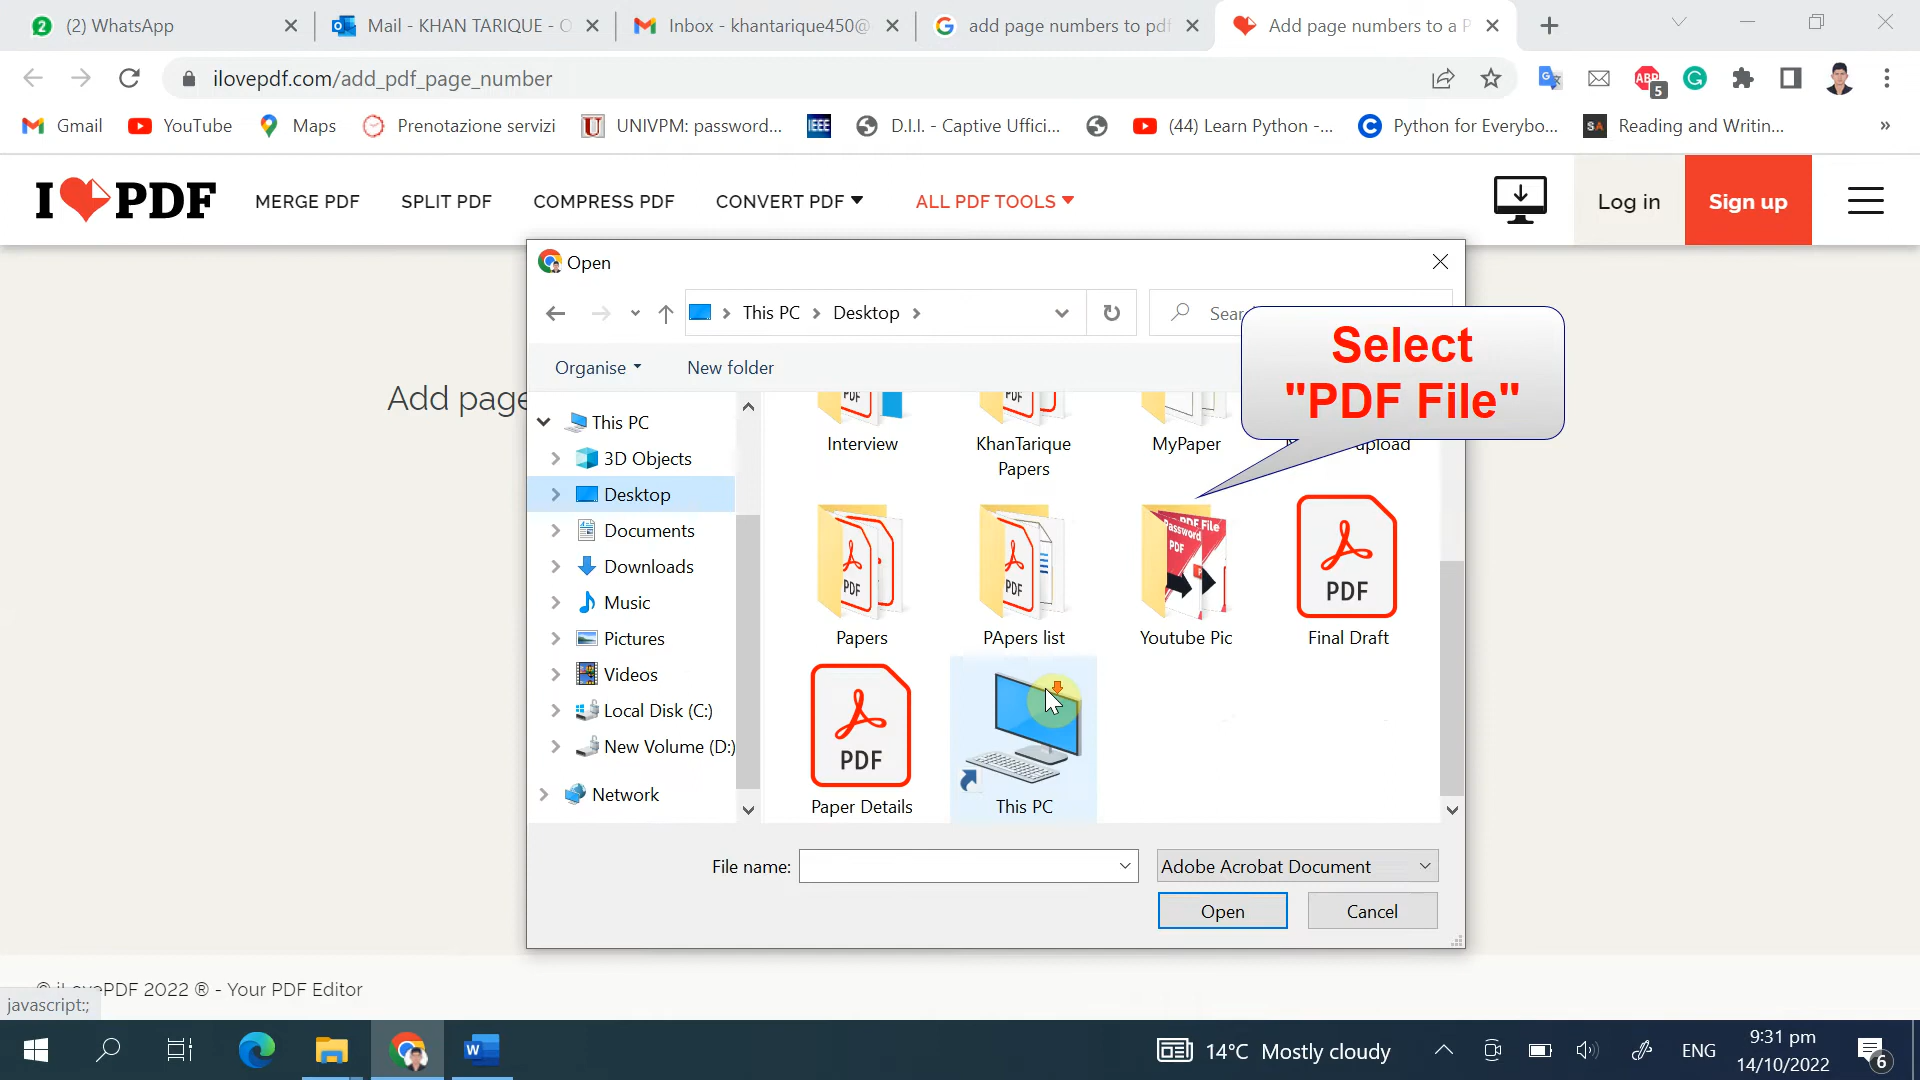 (2) WhatsApp
Mail - KHAN TARIQUE - O
Inbox - khantarique450@
add page numbers to pdf
Add page numbers to a P
ilovepdf.com/add_pdf_page_number
ABP
5
Gmail
YouTube
Maps
Prenotazione servizi
UNIVPM: password...
IEEE
D.I.I. - Captive Uffici...
(44) Learn Python -...
Python for Everybo...
SA
Reading and Writin...
»
I PDF
MERGE PDF
SPLIT PDF
COMPRESS PDF
CONVERT PDF
ALL PDF TOOLS
Log in
Sign up
Open
This PC
Desktop
Sear
Select
"PDF File"
Organise
New folder
Add page
This PC
3D Objects
Desktop
Documents
Downloads
Music
Pictures
Videos
Local Disk (C:)
New Volume (D:)
Network
Interview
KhanTarique
Papers
MyPaper
upload
Papers
PApers list
Youtube Pic
PDF
Final Draft
PDF
Paper Details
This PC
File name:
Adobe Acrobat Document
Open
Cancel
PDF 2022 ® - Your PDF Editor
javascript:;
14°C Mostly cloudy
ENG
9:31 pm
14/10/2022
6